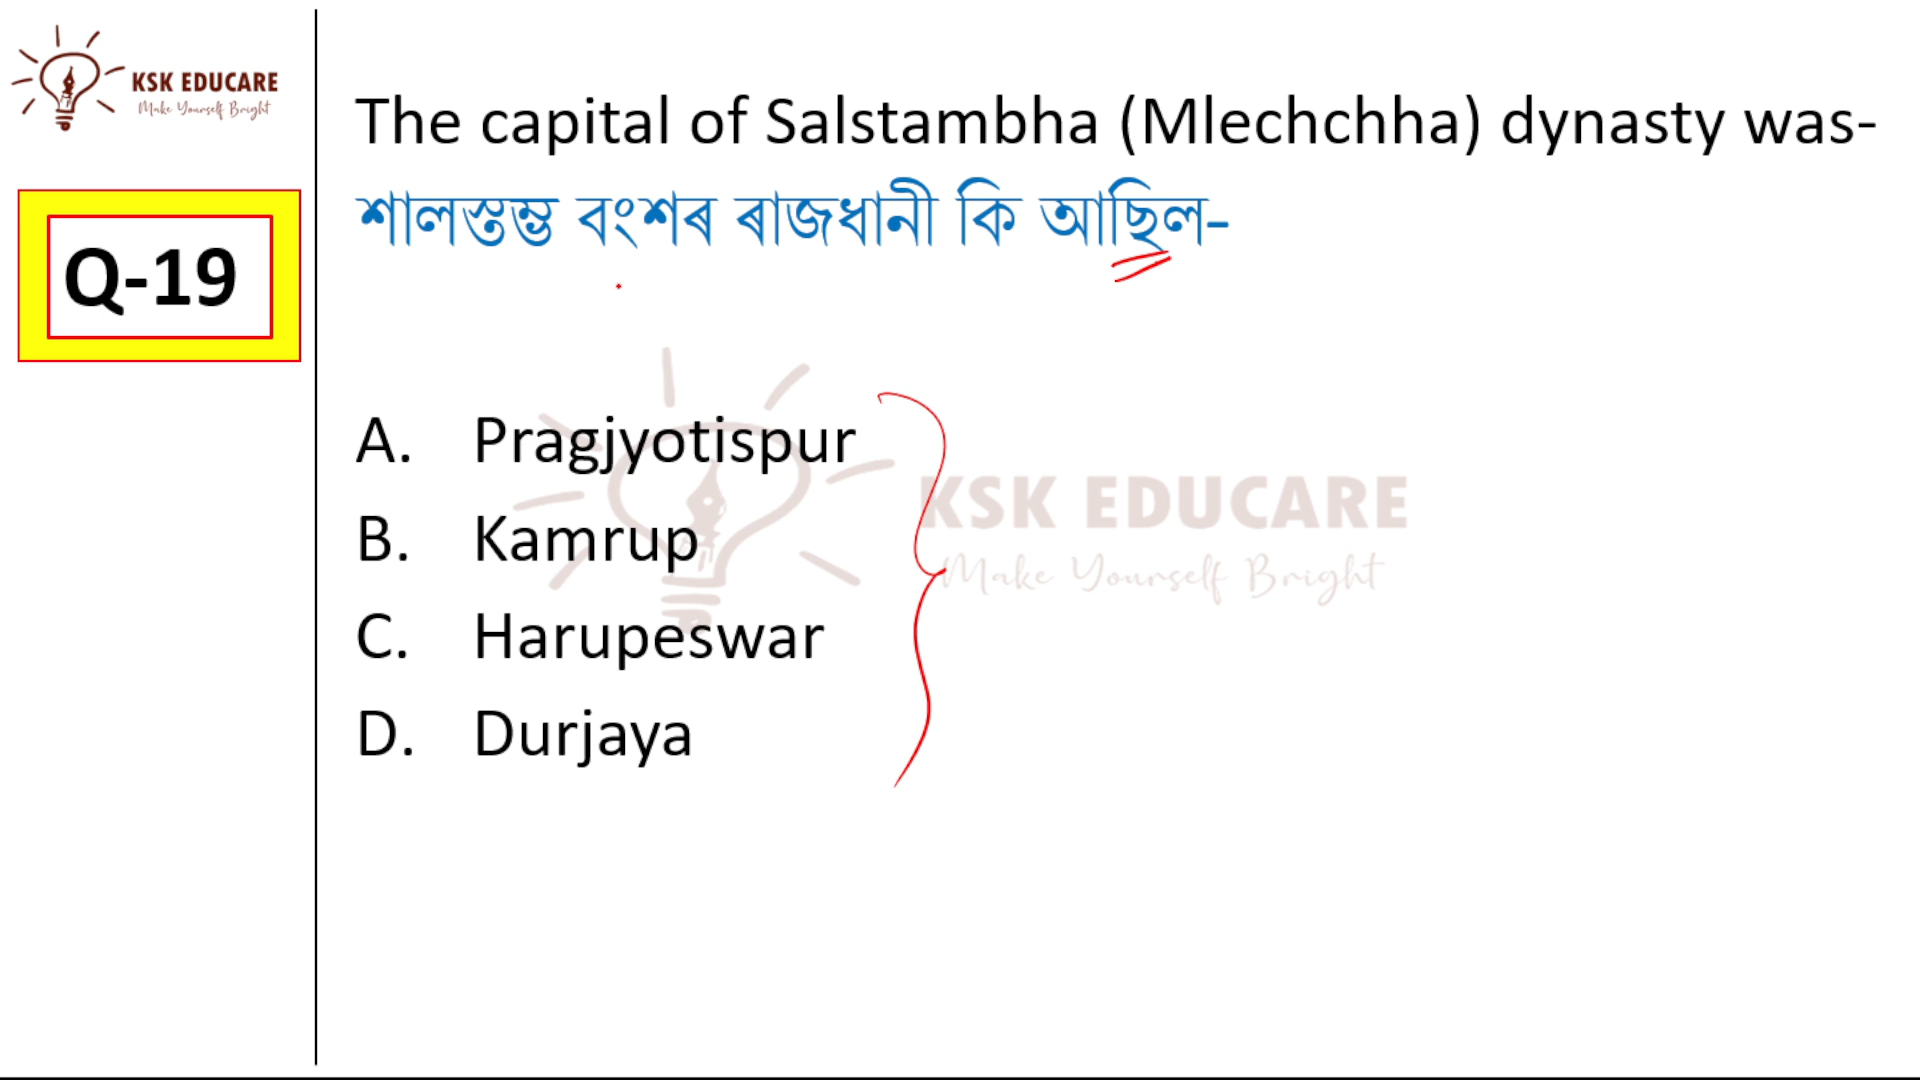 KSK EDUCARE
Make Yourself Bright
Q-19
The capital of Salstambha (Mlechchha) dynasty was-
শালস্তম্ভ বংশৰ ৰাজধানী কি আছিল-
A. Pragjyotispur
B. Kamrup
C. Harupeswar
D. Durjaya
KSK EDUCARE
Make Yourself Bright